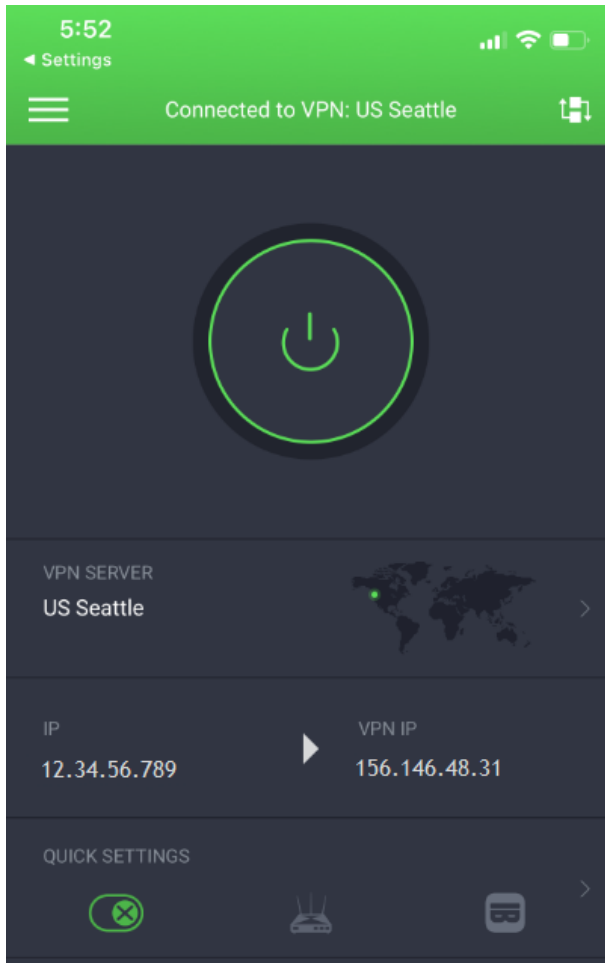 5:52
◀ Settings
Connected to VPN: US Seattle
VPN SERVER
US Seattle
IP
12.34.56.789
VPN IP
156.146.48.31
QUICK SETTINGS